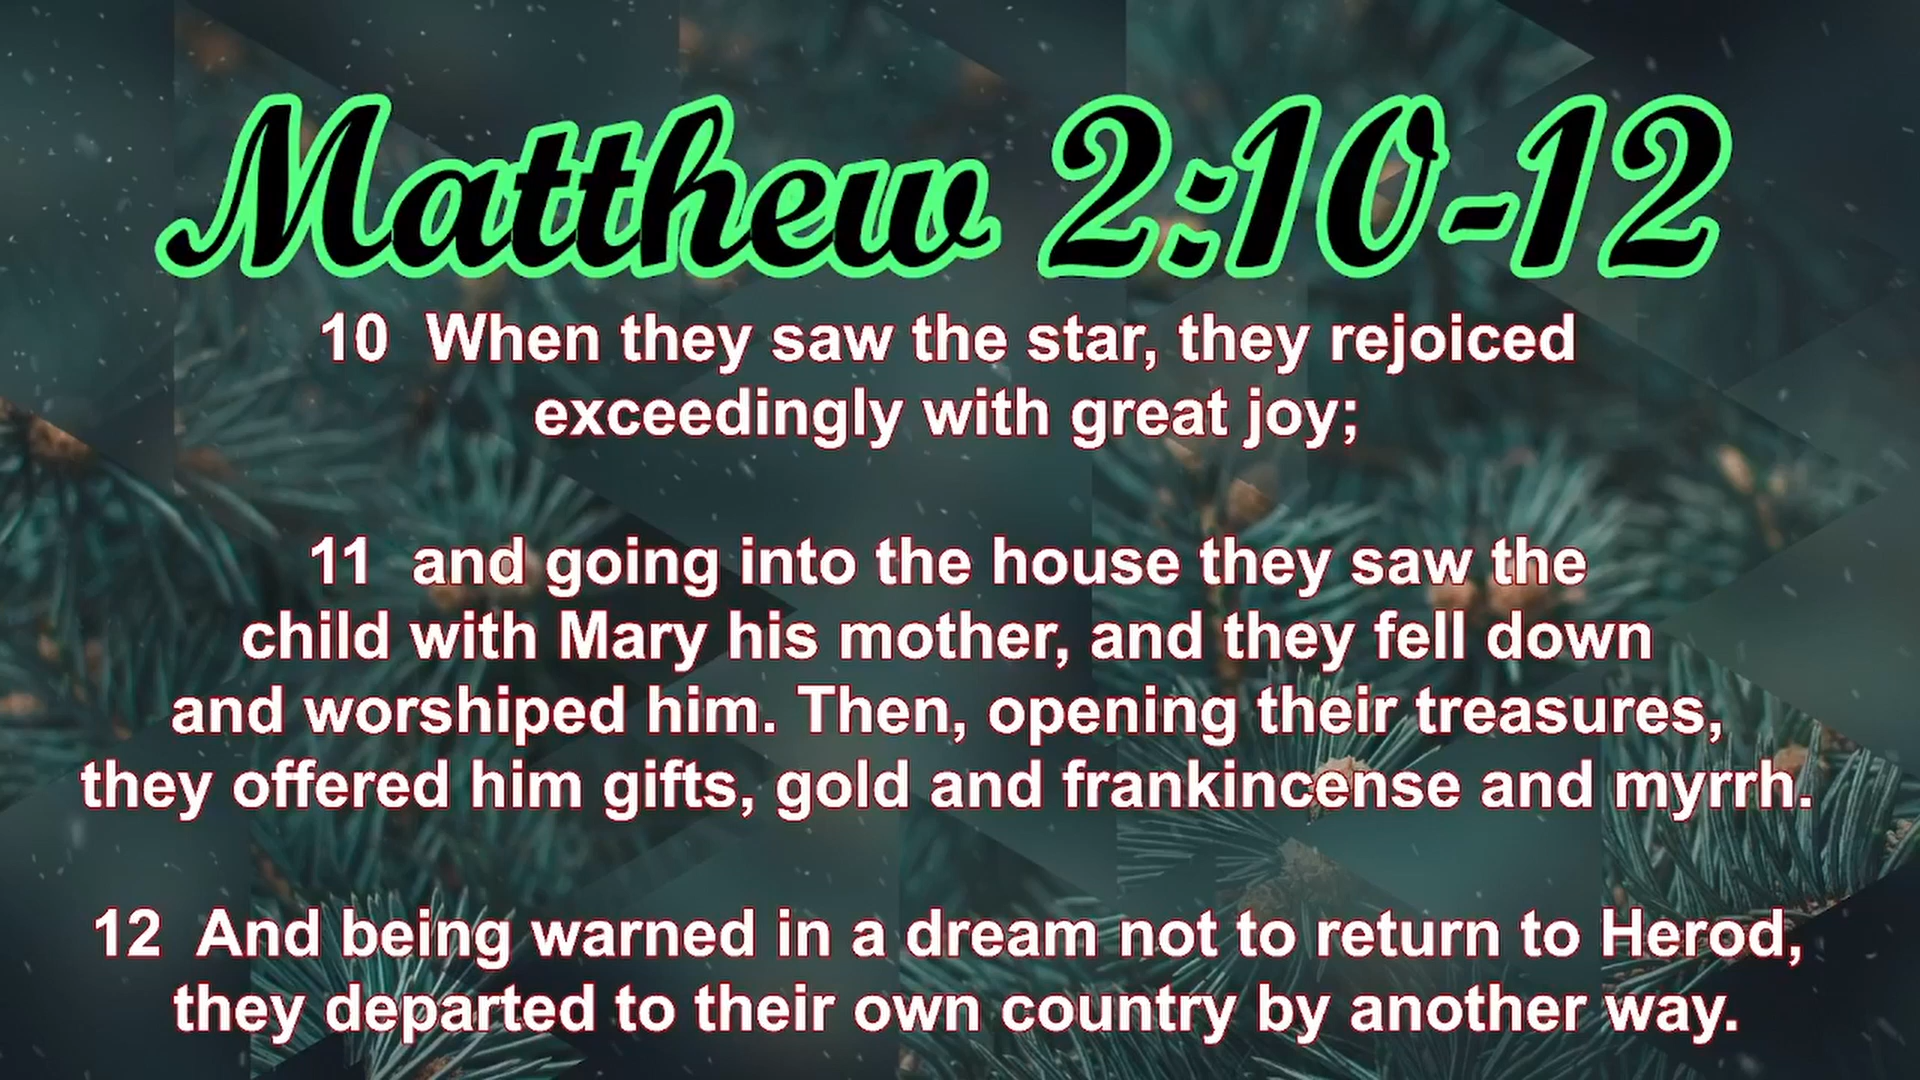 Matthew 2:10-12
10 When they saw the star, they rejoiced
exceedingly with great joy;
11 and going into the house they saw the
child with Mary his mother, and they fell down
and worshiped him. Then, opening their treasures,
they offered him gifts, gold and frankincense and myrrh.
12 And being warned in a dream not to return to Herod,
they departed to their own country by another way.